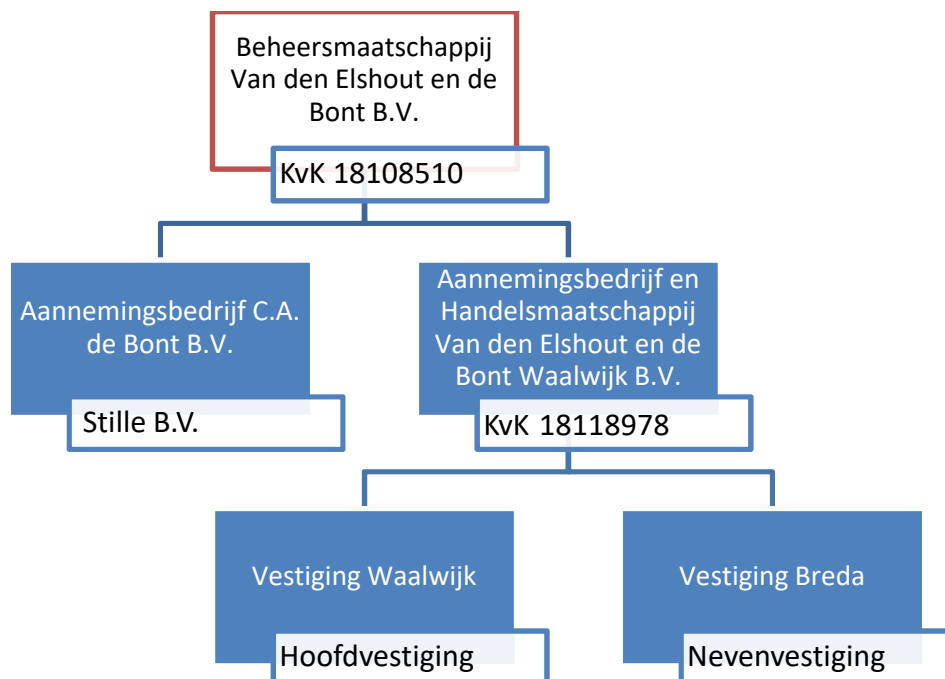 Beheersmaatschappij
Van den Elshout en de
Bont B.V.
KvK 18108510
Aannemingsbedrijf C.A.
de Bont B.V.
Stille B.V.
Aannemingsbedrijf en
Handelsmaatschappij
Van den Elshout en de
Bont Waalwijk B.V.
KvK 18118978
Vestiging Waalwijk
Hoofdvestiging
Vestiging Breda
Nevenvestiging